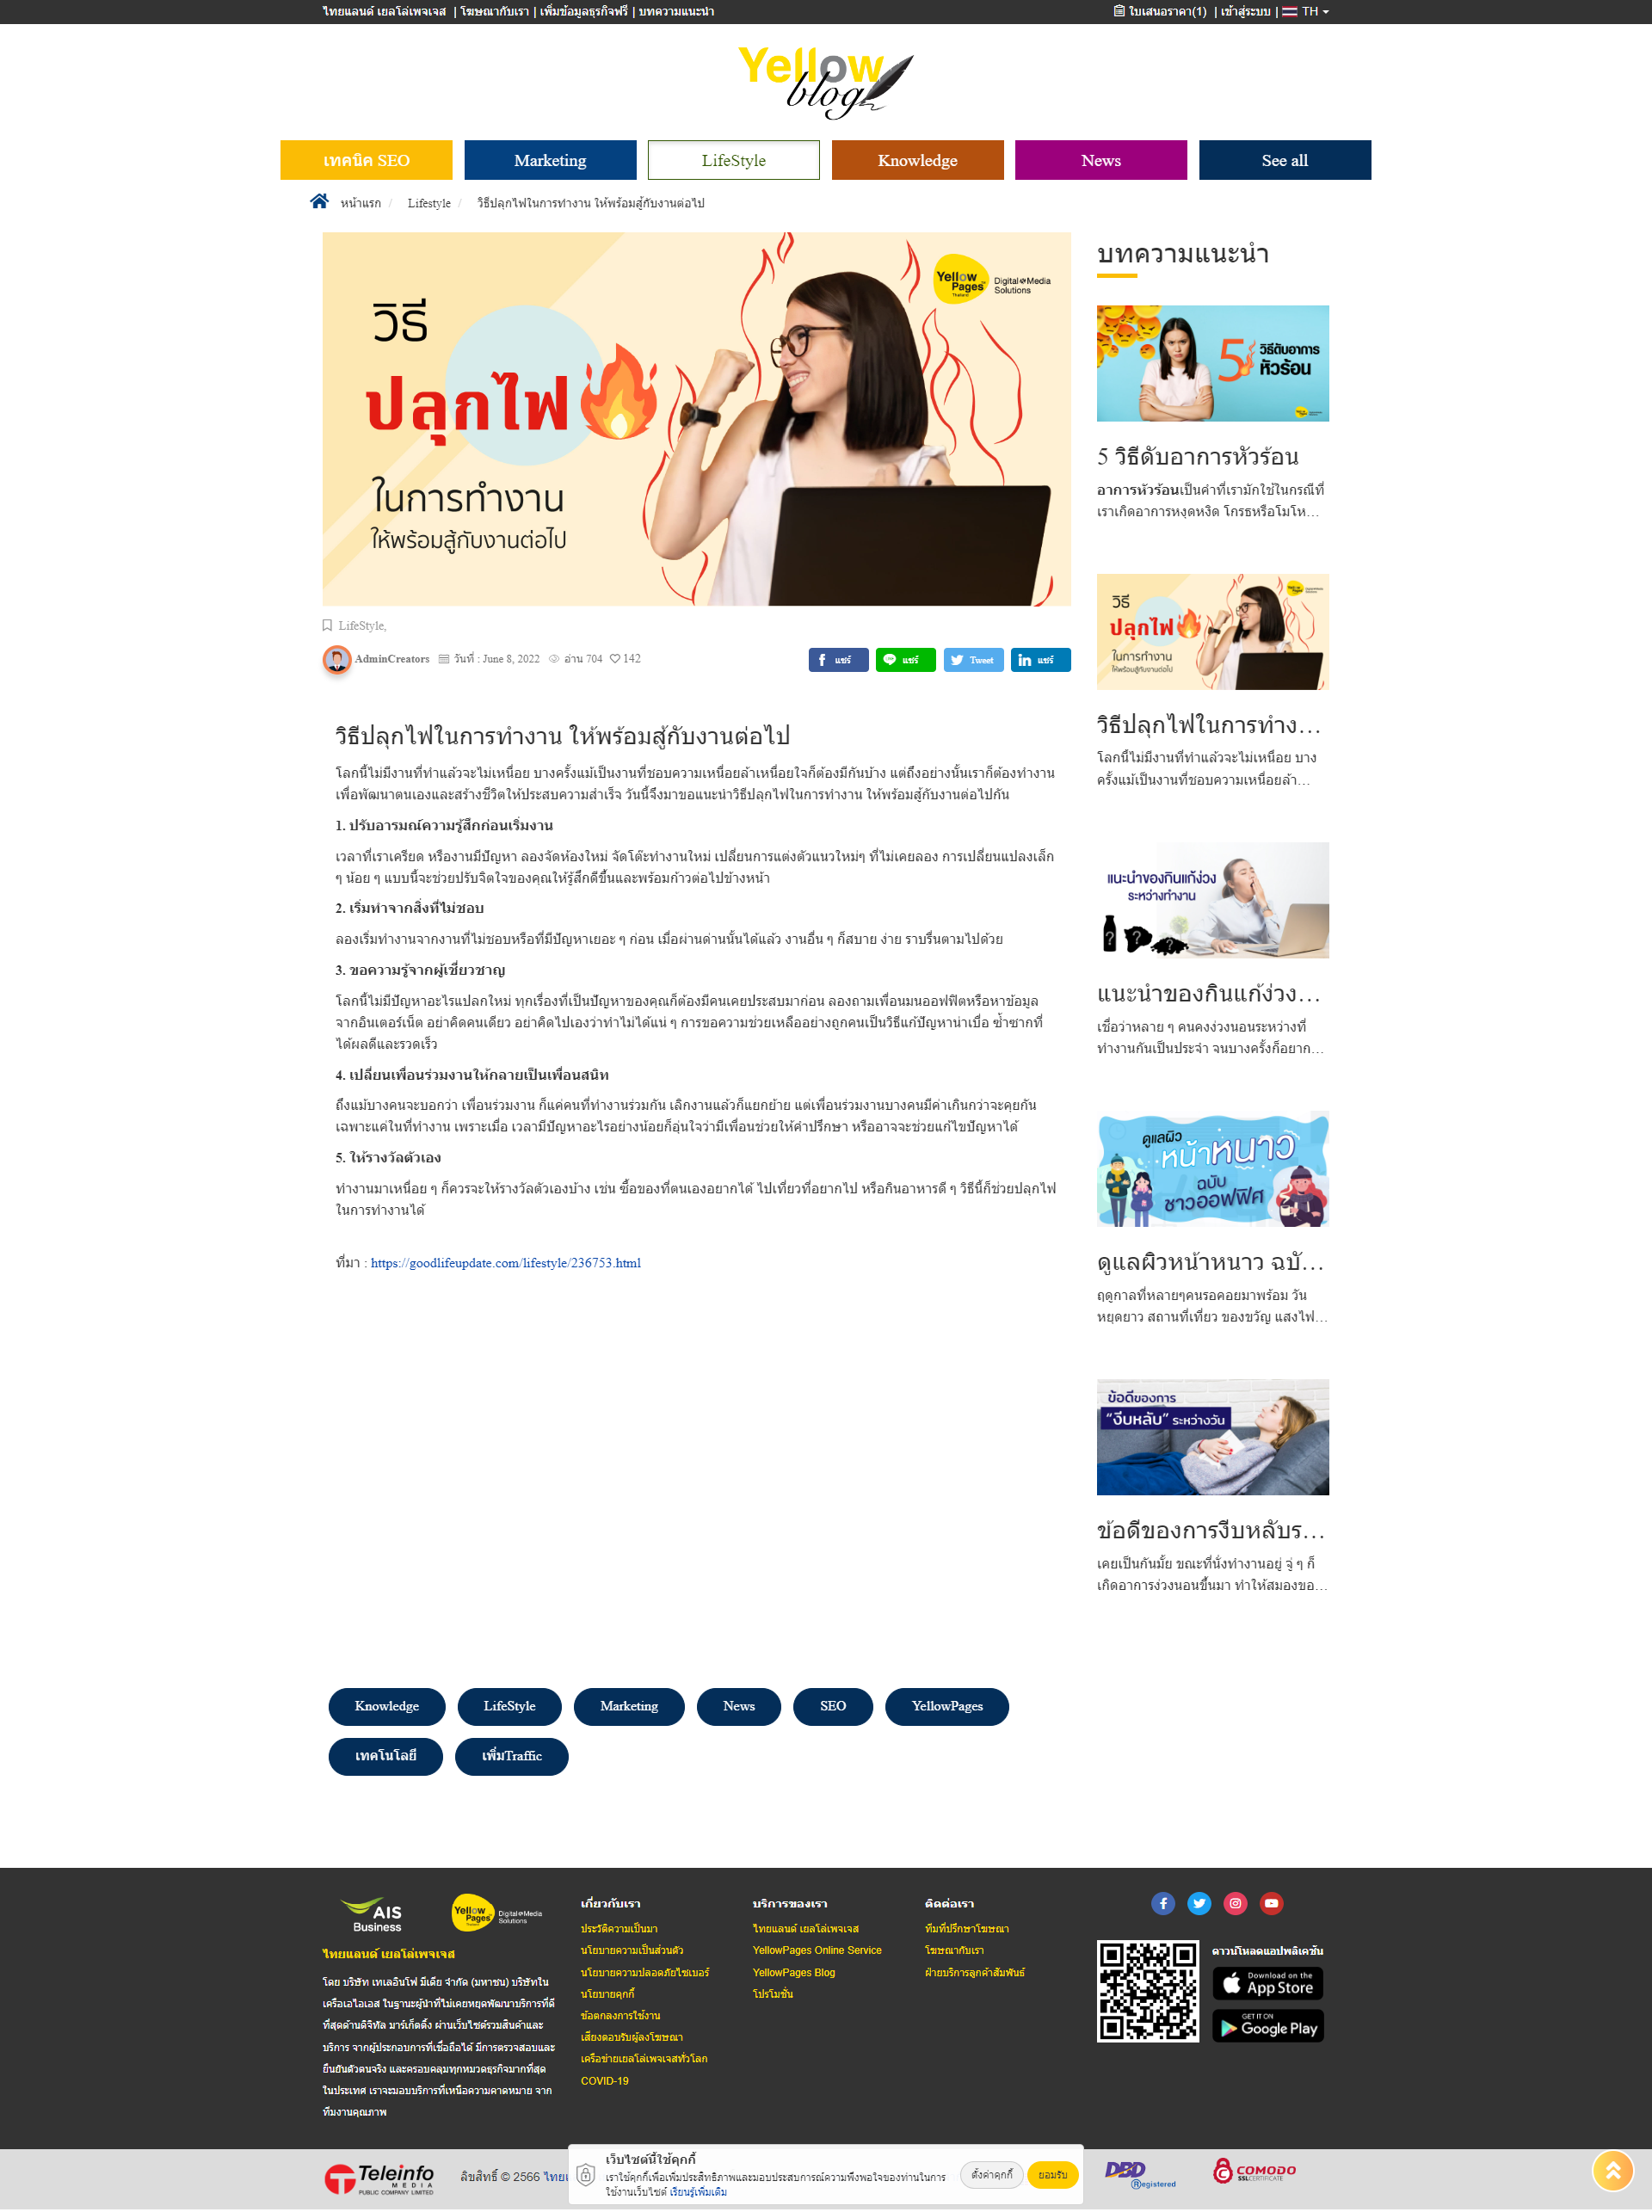 ไทยแลนด์ เยลโล่เพจเจส | โฆษณากับเรา | เพิ่มข้อมูลธุรกิจฟรี | บทความแนะนำ
ใบเสนอราคา(1) | เข้าสู่ระบบ | TH
Yellow
blog
เทคนิค SEO
Marketing
LifeStyle
Knowledge
News
See all
หน้าแรก / Lifestyle / วิธีปลุกไฟในการทำงาน ให้พร้อมสู้กับงานต่อไป
Yellow Pages Thailand
Digital Media Solutions
วิธี
ปลุกไฟ
ในการทำงาน
ให้พร้อมสู้กับงานต่อไป
LifeStyle,
AdminCreators วันที่ : June 8, 2022 อ่าน 704 142
แชร์
แชร์
Tweet
แชร์
วิธีปลุกไฟในการทำงาน ให้พร้อมสู้กับงานต่อไป
โลกนี้ไม่มีงานที่ทำแล้วจะไม่เหนื่อย บางครั้งแม้เป็นงานที่ชอบความเหนื่อยล้าเหนื่อยใจก็ต้องมีกันบ้าง แต่ถึงอย่างนั้นเราก็ต้องทำงาน
เพื่อพัฒนาตนเองและสร้างชีวิตให้ประสบความสำเร็จ วันนี้จึงมาขอแนะนำวิธีปลุกไฟในการทำงาน ให้พร้อมสู้กับงานต่อไปกัน
1. ปรับอารมณ์ความรู้สึกก่อนเริ่มงาน
เวลาที่เราเครียด หรืองานมีปัญหา ลองจัดห้องใหม่ จัดโต๊ะทำงานใหม่ เปลี่ยนการแต่งตัวแนวใหม่ๆ ที่ไม่เคยลอง การเปลี่ยนแปลงเล็ก
ๆ น้อย ๆ แบบนี้จะช่วยปรับจิตใจของคุณให้รู้สึกดีขึ้นและพร้อมก้าวต่อไปข้างหน้า
2. เริ่มทำจากสิ่งที่ไม่ชอบ
ลองเริ่มทำงานจากงานที่ไม่ชอบหรือที่มีปัญหาเยอะ ๆ ก่อน เมื่อผ่านด่านนั้นได้แล้ว งานอื่น ๆ ก็สบาย ง่าย ราบรื่นตามไปด้วย
3. ขอความรู้จากผู้เชี่ยวชาญ
โลกนี้ไม่มีปัญหาอะไรแปลกใหม่ ทุกเรื่องที่เป็นปัญหาของคุณก็ต้องมีคนเคยประสบมาก่อน ลองถามเพื่อนมนออฟฟิตหรือหาข้อมูล
จากอินเตอร์เน็ต อย่าคิดคนเดียว อย่าคิดไปเองว่าทำไม่ได้แน่ ๆ การขอความช่วยเหลืออย่างถูกคนเป็นวิธีแก้ปัญหาน่าเบื่อ ซ้ำซากที่
ได้ผลดีและรวดเร็ว
4. เปลี่ยนเพื่อนร่วมงานให้กลายเป็นเพื่อนสนิท
ถึงแม้บางคนจะบอกว่า เพื่อนร่วมงาน ก็แค่คนที่ทำงานร่วมกัน เลิกงานแล้วก็แยกย้าย แต่เพื่อนร่วมงานบางคนมีค่าเกินกว่าจะคุยกัน
เฉพาะแค่ในที่ทำงาน เพราะเมื่อ เวลามีปัญหาอะไรอย่างน้อยก็อุ่นใจว่ามีเพื่อนช่วยให้คำปรึกษา หรืออาจจะช่วยแก้ไขปัญหาได้
5. ให้รางวัลตัวเอง
ทำงานมาเหนื่อย ๆ ก็ควรจะให้รางวัลตัวเองบ้าง เช่น ซื้อของที่ตนเองอยากได้ ไปเที่ยวที่อยากไป หรือกินอาหารดี ๆ วิธีนี้ก็ช่วยปลุกไฟ
ในการทำงานได้
ที่มา : https://goodlifeupdate.com/lifestyle/236753.html
บทความแนะนำ
5 วิธีดับอาการ
หัวร้อน
5 วิธีดับอาการหัวร้อน
อาการหัวร้อนเป็นคำที่เรามักใช้ในกรณีที่
เราเกิดอาการหงุดหงิด โกรธหรือโมโห…
วิธี
ปลุกไฟ
ในการทำงาน
ให้พร้อมสู้กับงานต่อไป
วิธีปลุกไฟในการทำง…
โลกนี้ไม่มีงานที่ทำแล้วจะไม่เหนื่อย บาง
ครั้งแม้เป็นงานที่ชอบความเหนื่อยล้า…
แนะนำของกินแก้ง่วง
ระหว่างทำงาน
? ? ?
แนะนำของกินแก้ง่วง…
เชื่อว่าหลาย ๆ คนคงง่วงนอนระหว่างที่
ทำงานกันเป็นประจำ จนบางครั้งก็อยาก…
ดูแลผิว
หน้าหนาว
ฉบับ
ชาวออฟฟิศ
ดูแลผิวหน้าหนาว ฉบั…
ฤดูกาลที่หลายๆคนรอคอยมาพร้อม วัน
หยุดยาว สถานที่เที่ยว ของขวัญ แสงไฟ…
ข้อดีของการ
“งีบหลับ” ระหว่างวัน
ข้อดีของการงีบหลับร…
เคยเป็นกันมั้ย ขณะที่นั่งทำงานอยู่ จู่ ๆ ก็
เกิดอาการง่วงนอนขึ้นมา ทำให้สมองขอ…
Knowledge
LifeStyle
Marketing
News
SEO
YellowPages
เทคโนโลยี
เพิ่มTraffic
AIS
Business
Yellow Pages Thailand
Digital Media Solutions
ไทยแลนด์ เยลโล่เพจเจส
โดย บริษัท เทเลอินโฟ มีเดีย จำกัด (มหาชน) บริษัทใน
เครือเอไอเอส ในฐานะผู้นำที่ไม่เคยหยุดพัฒนาบริการที่ดี
ที่สุดด้านดิจิทัล มาร์เก็ตติ้ง ผ่านเว็บไซต์รวมสินค้าและ
บริการ จากผู้ประกอบการที่เชื่อถือได้ มีการตรวจสอบและ
ยืนยันตัวตนจริง และครอบคลุมทุกหมวดธุรกิจมากที่สุด
ในประเทศ เราจะมอบบริการที่เหนือความคาดหมาย จาก
ทีมงานคุณภาพ
เกี่ยวกับเรา
ประวัติความเป็นมา
นโยบายความเป็นส่วนตัว
นโยบายความปลอดภัยไซเบอร์
นโยบายคุกกี้
ข้อตกลงการใช้งาน
เสียงตอบรับผู้ลงโฆษณา
เครือข่ายเยลโล่เพจเจสทั่วโลก
COVID-19
บริการของเรา
ไทยแลนด์ เยลโล่เพจเจส
YellowPages Online Service
YellowPages Blog
โปรโมชั่น
ติดต่อเรา
ทีมที่ปรึกษาโฆษณา
โฆษณากับเรา
ฝ่ายบริการลูกค้าสัมพันธ์
ดาวน์โหลดแอปพลิเคชัน
Download on the
App Store
GET IT ON
Google Play
Teleinfo
MEDIA
PUBLIC COMPANY LIMITED
ลิขสิทธิ์ © 2566
เว็บไซต์นี้ใช้คุกกี้
เราใช้คุกกี้เพื่อเพิ่มประสิทธิภาพและมอบประสบการณ์ความพึงพอใจของท่านในการ
ใช้งานเว็บไซต์ เรียนรู้เพิ่มเติม
ตั้งค่าคุกกี้
ยอมรับ
DBD
Registered
COMODO
SSL CERTIFICATE